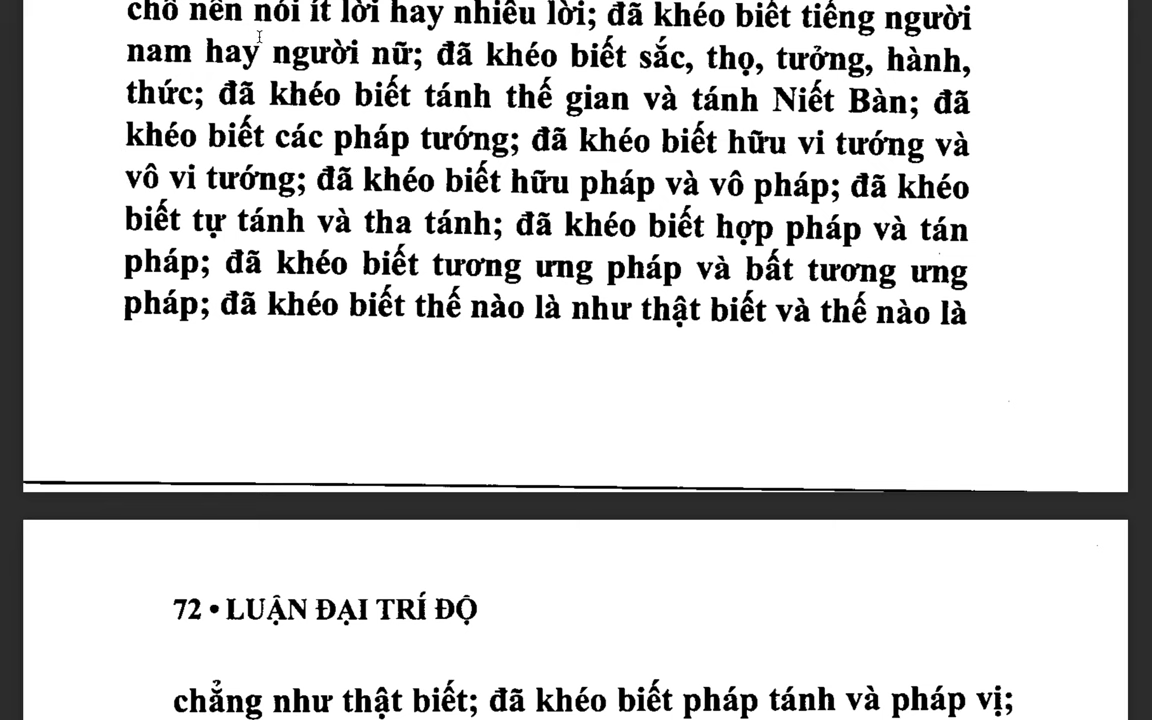 chỗ nên nói ít lời hay nhiều lời; đã khéo biết tiếng người
nam hay người nữ; đã khéo biết sắc, thọ, tưởng, hành,
thức; đã khéo biết tánh thế gian và tánh Niết Bàn; đã
khéo biết các pháp tướng; đã khéo biết hữu vi tướng và
vô vi tướng; đã khéo biết hữu pháp và vô pháp; đã khéo
biết tự tánh và tha tánh; đã khéo biết hợp pháp và tán
pháp; đã khéo biết tương ưng pháp và bất tương ưng
pháp; đã khéo biết thế nào là như thật biết và thế nào là
72 • LUẬN ĐẠI TRÍ ĐỘ
chẳng như thật biết; đã khéo biết pháp tánh và pháp vị;